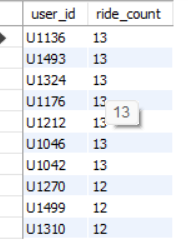 user_id ride_count
U1136 13
U1493 13
U1324 13
U1176 13
13
U1212 13
U1046 13
U1042 13
U1270 12
U1499 12
U1310 12